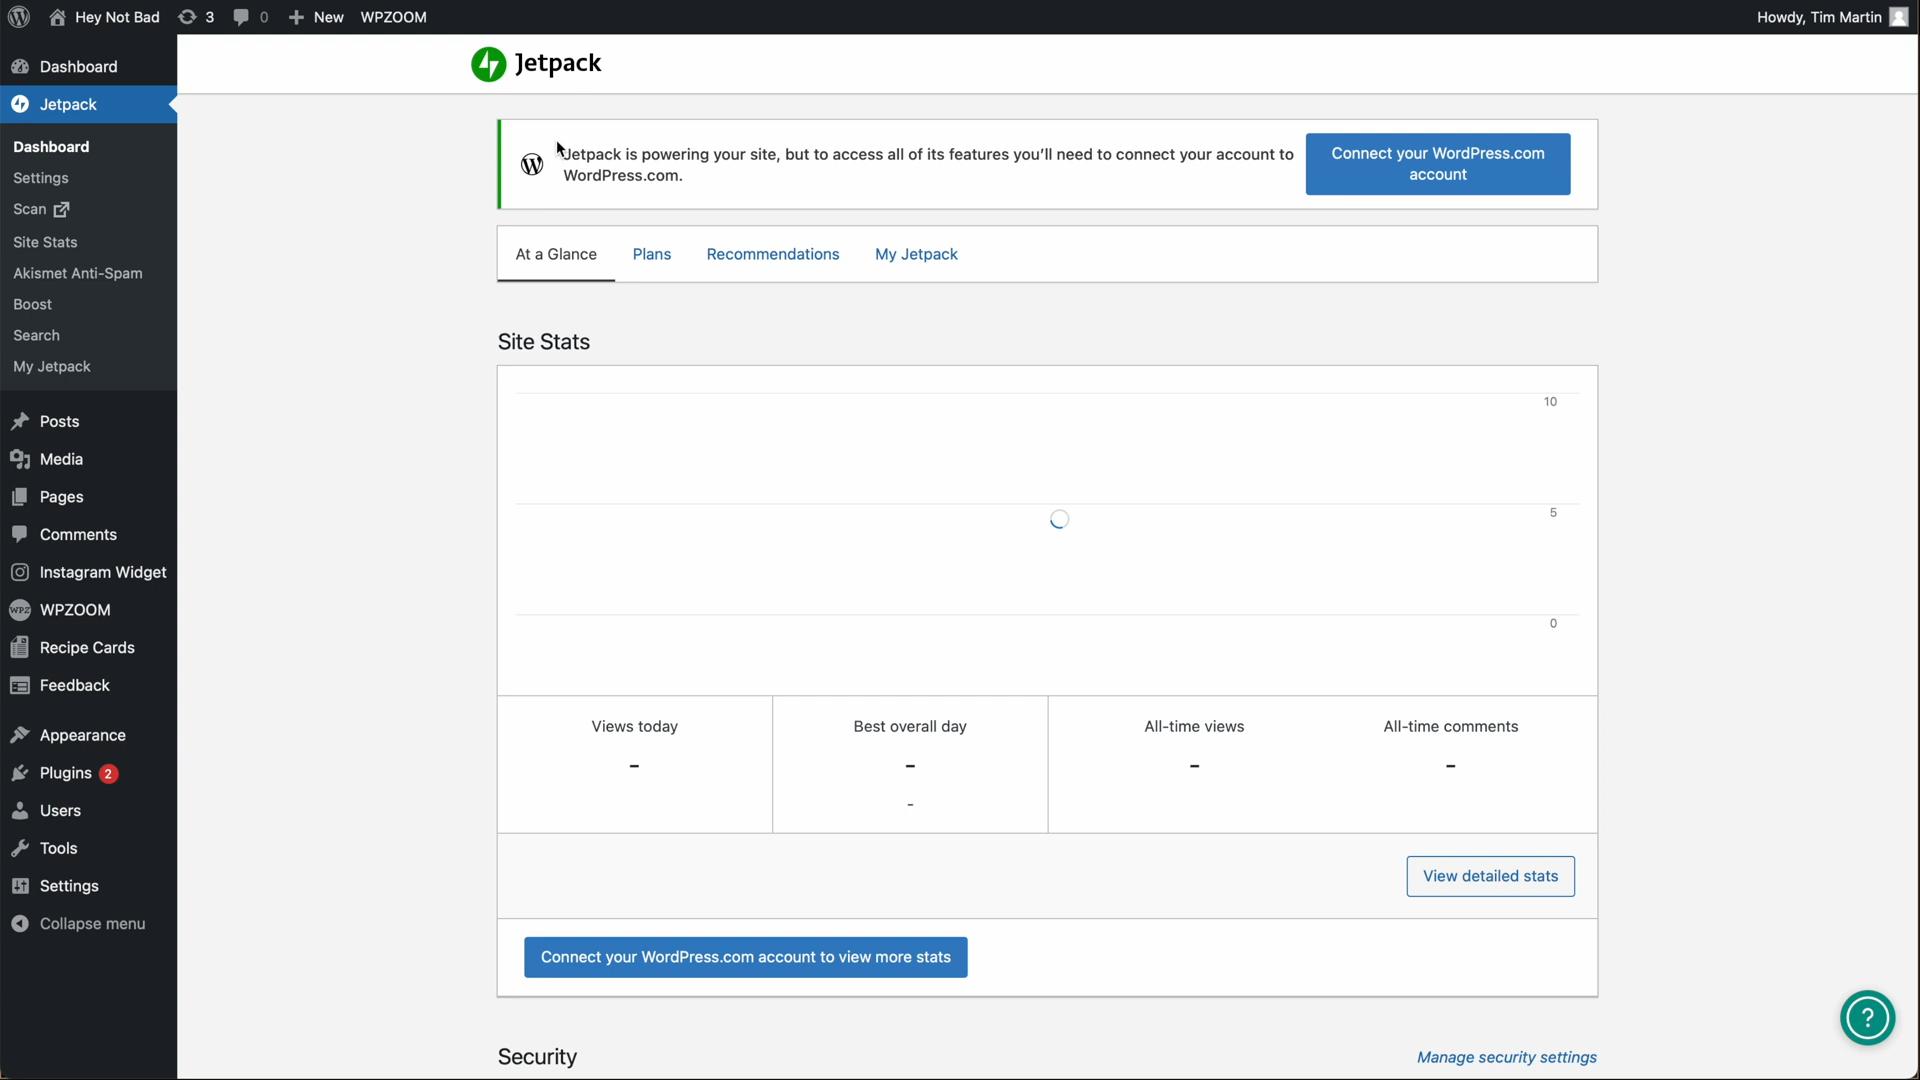 Hey Not Bad 3 0 New WPZOOM Howdy, Tim Martin
Dashboard
Jetpack
Dashboard
Settings
Scan
Site Stats
Akismet Anti-Spam
Boost
Search
My Jetpack
Posts
Media
Pages
Comments
Instagram Widget
WPZ WPZOOM
Recipe Cards
Feedback
Appearance
Plugins 2
Users
Tools
Settings
Collapse menu
Jetpack
Jetpack is powering your site, but to access all of its features you'll need to connect your account to
WordPress.com.
Connect your WordPress.com
account
At a Glance Plans Recommendations My Jetpack
Site Stats
10
5
0
Views today Best overall day All-time views All-time comments
- - - -
-
View detailed stats
Connect your WordPress.com account to view more stats
Security Manage security settings
?